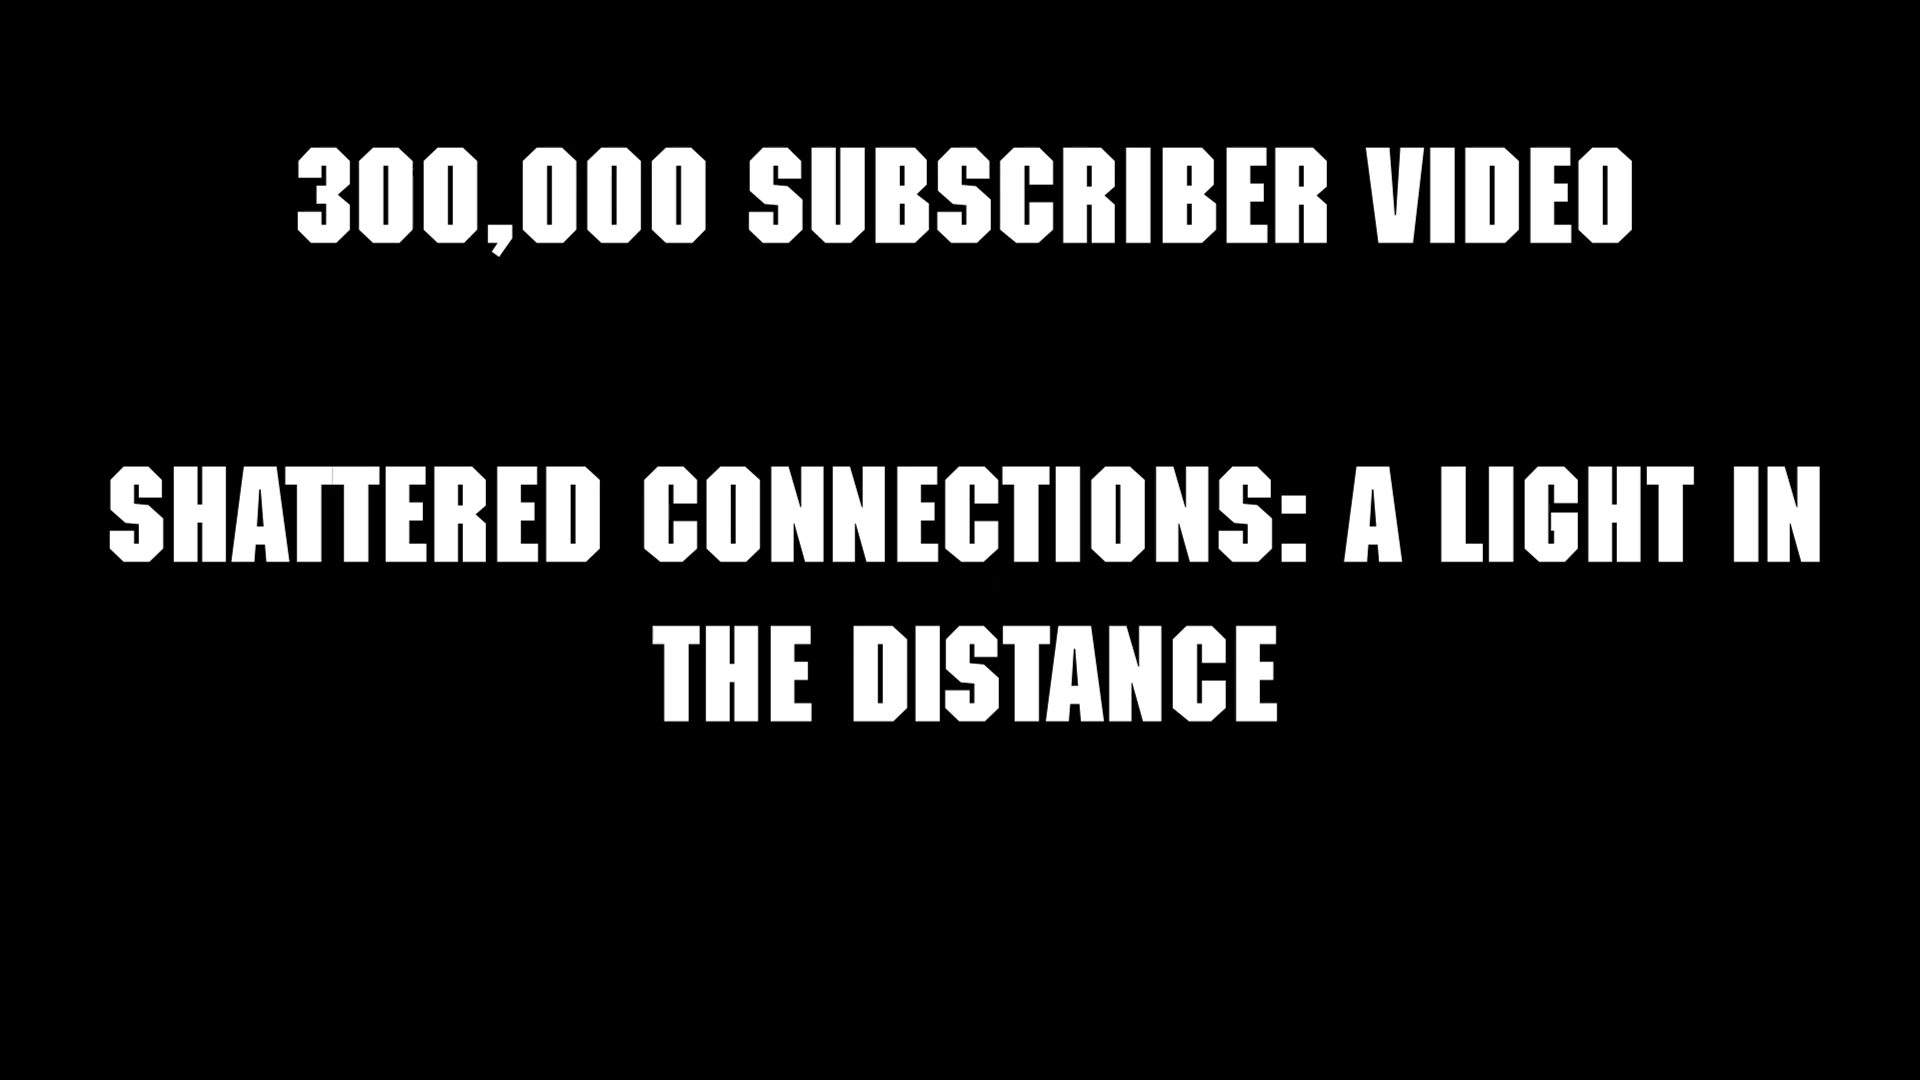 300,000 SUBSCRIBER VIDEO
SHATTERED CONNECTIONS: A LIGHT IN
THE DISTANCE